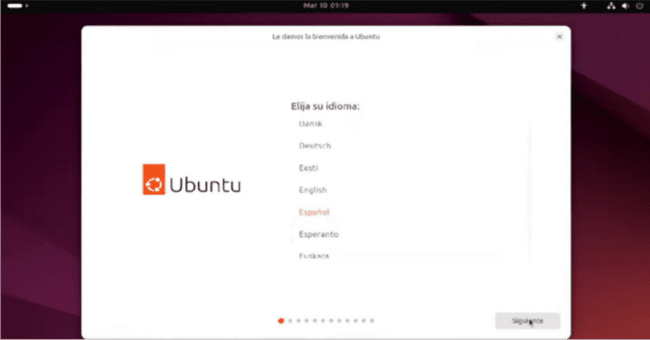 Mar 10 01:19
Le damos la bienvenida a Ubuntu
Elija su idioma:
Dansk
Deutsch
Eesti
English
Español
Esperanto
Euskara
Ubuntu
Siguiente